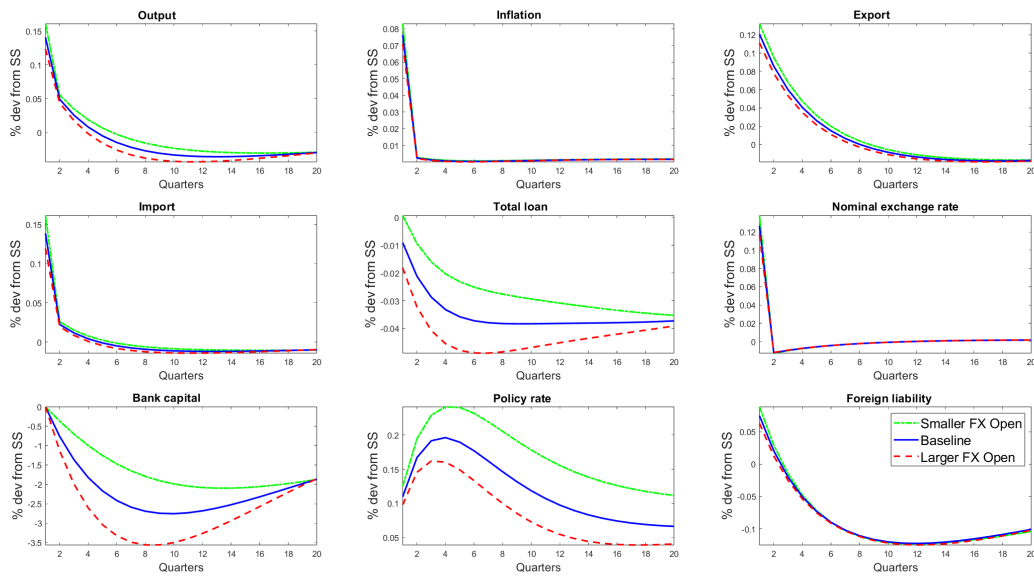 Output
% dev from SS
0.15
0.1
0.05
0
2 4 6 8 10 12 14 16 18 20
Quarters
Inflation
% dev from SS
0.08
0.07
0.06
0.05
0.04
0.03
0.02
0.01
2 4 6 8 10 12 14 16 18 20
Quarters
Export
% dev from SS
0.12
0.1
0.08
0.06
0.04
0.02
0
2 4 6 8 10 12 14 16 18 20
Quarters
Import
% dev from SS
0.15
0.1
0.05
0
2 4 6 8 10 12 14 16 18 20
Quarters
Total loan
% dev from SS
0
-0.01
-0.02
-0.03
-0.04
2 4 6 8 10 12 14 16 18 20
Quarters
Nominal exchange rate
% dev from SS
0.12
0.1
0.08
0.06
0.04
0.02
0
2 4 6 8 10 12 14 16 18 20
Quarters
Bank capital
% dev from SS
0
-0.5
-1
-1.5
-2
-2.5
-3
-3.5
2 4 6 8 10 12 14 16 18 20
Quarters
Policy rate
% dev from SS
0.2
0.15
0.1
0.05
2 4 6 8 10 12 14 16 18 20
Quarters
Foreign liability
% dev from SS
0.05
0
-0.05
-0.1
2 4 6 8 10 12 14 16 18 20
Quarters
Smaller FX Open
Baseline
Larger FX Open